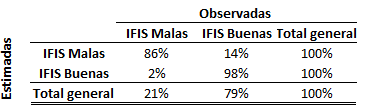 Observadas
IFIS Malas IFIS Buenas Total general
Estimadas
IFIS Malas 86% 14% 100%
IFIS Buenas 2% 98% 100%
Total general 21% 79% 100%